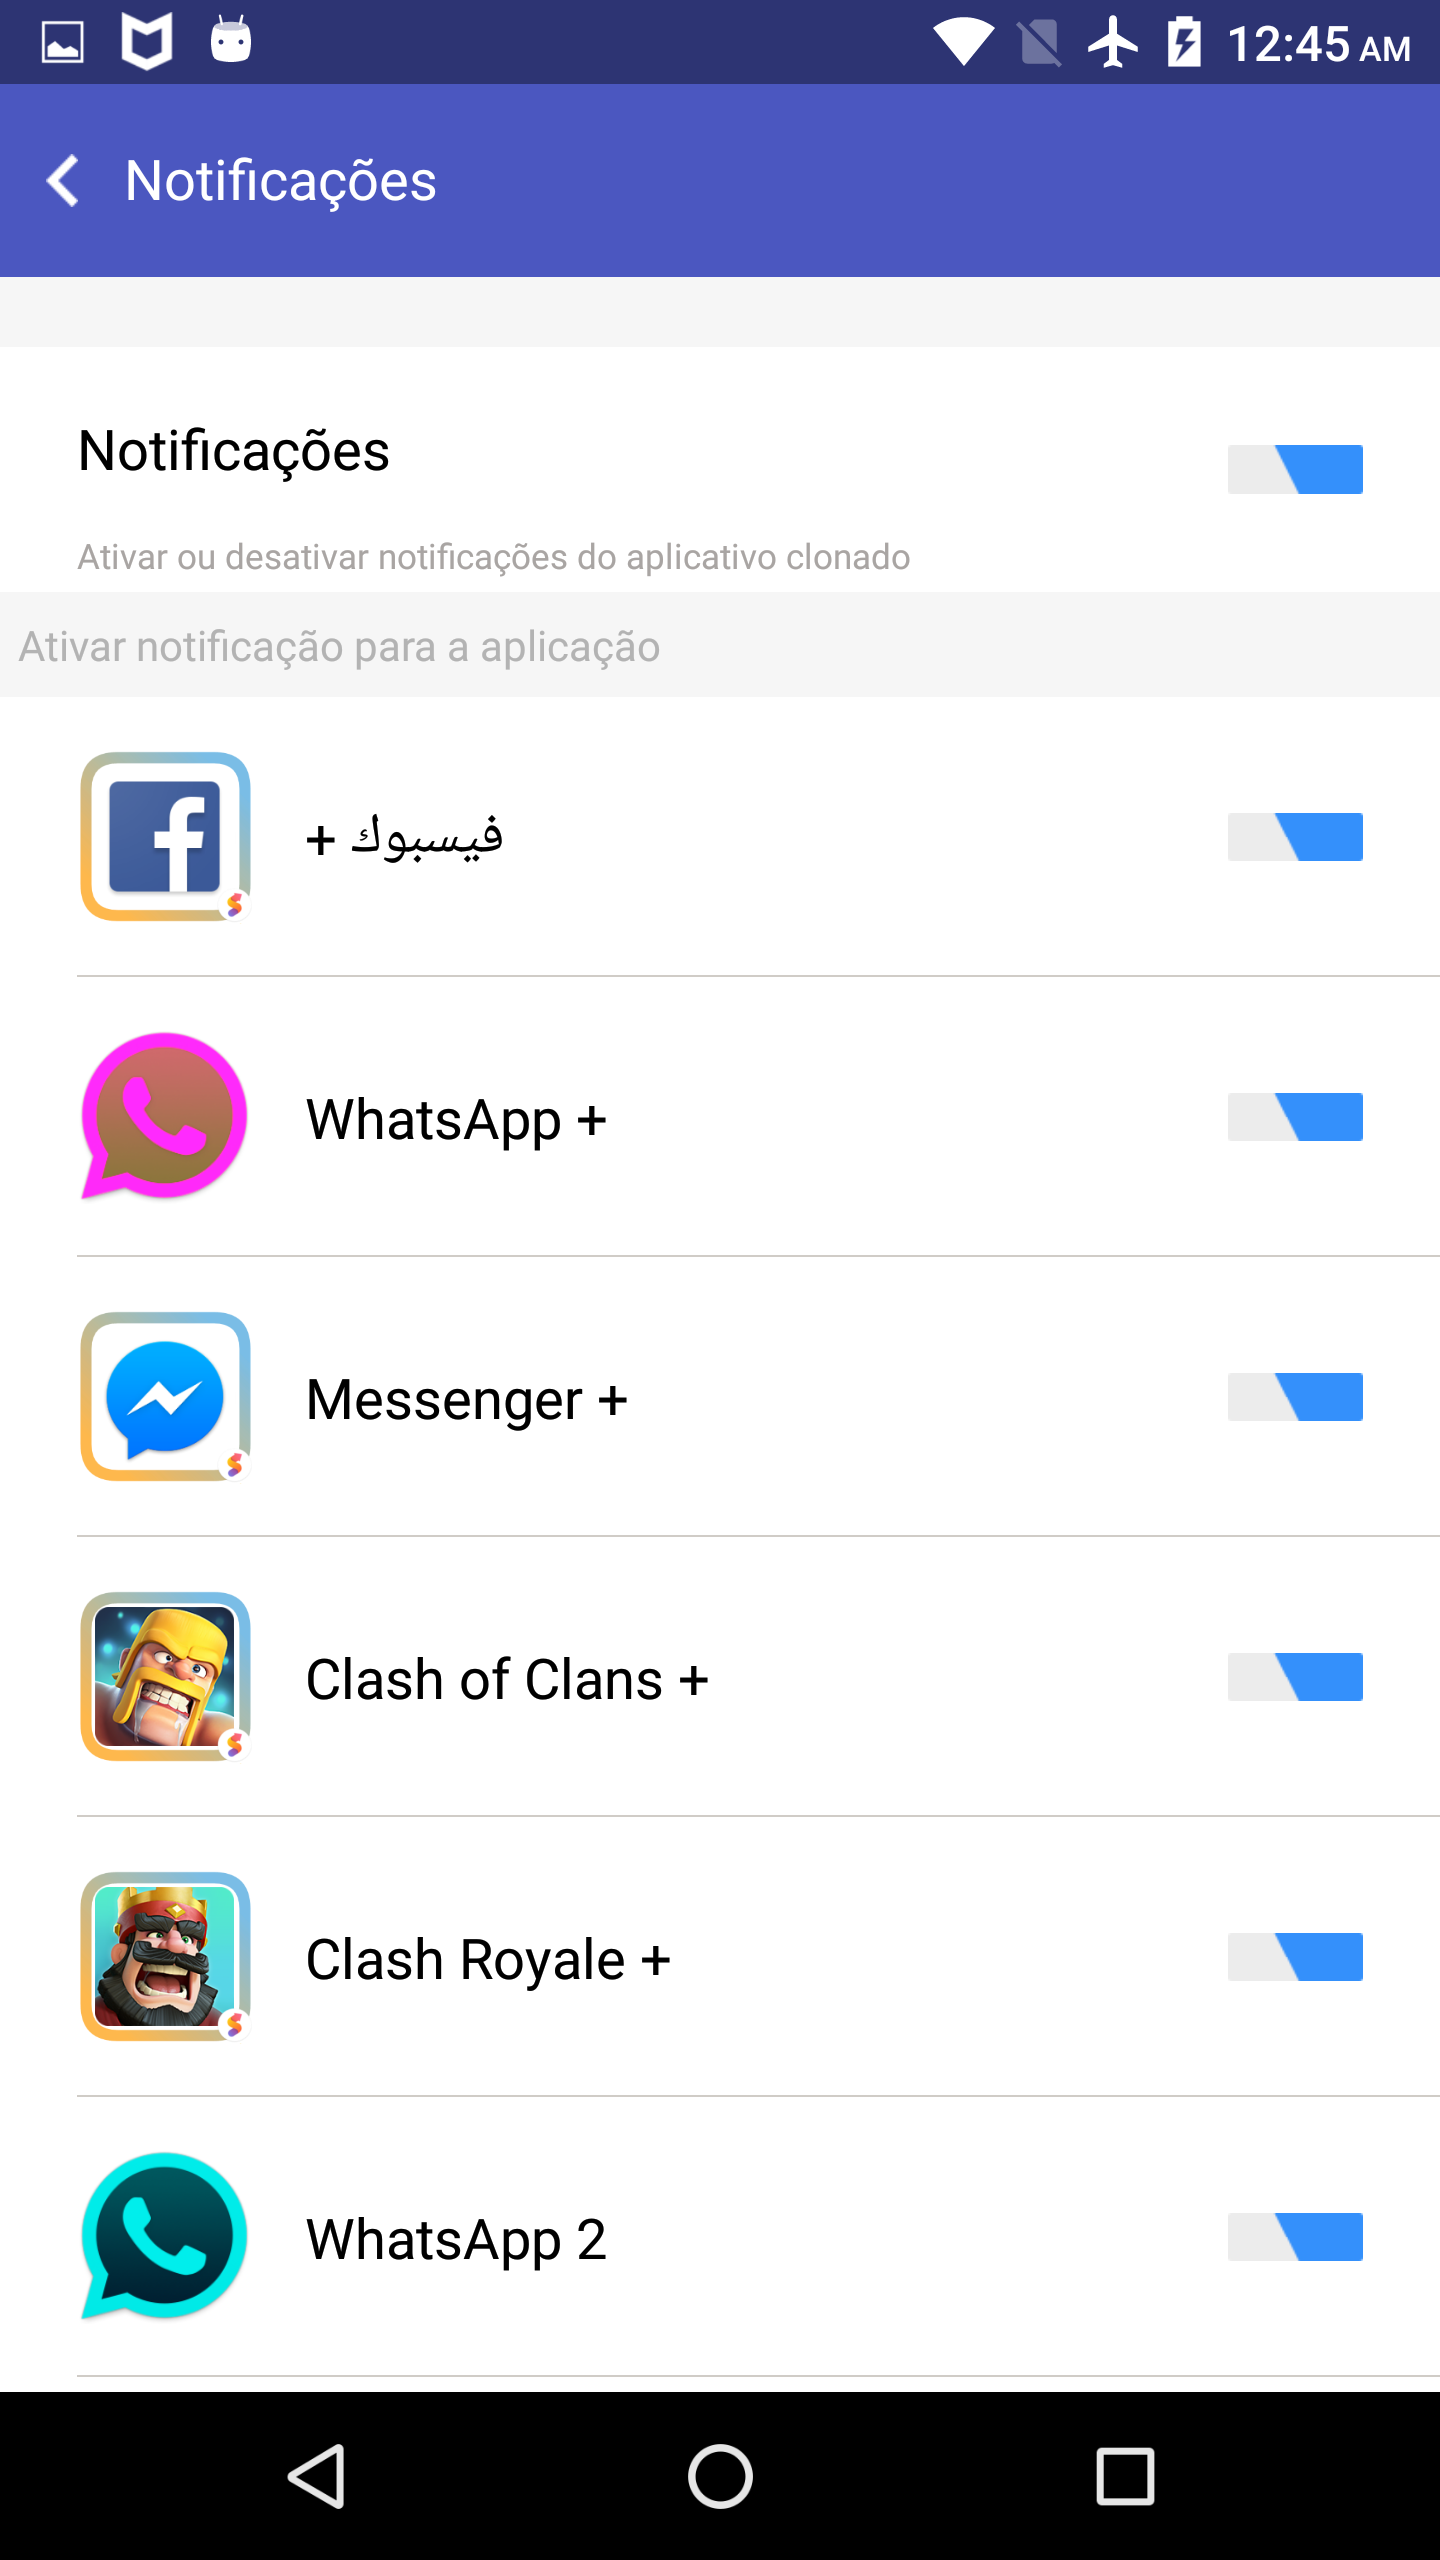 12:45 AM
Notificações
Notificações
Ativar ou desativar notificações do aplicativo clonado
Ativar notificação para a aplicação
فيسبوك +
WhatsApp +
Messenger +
Clash of Clans +
Clash Royale +
WhatsApp 2